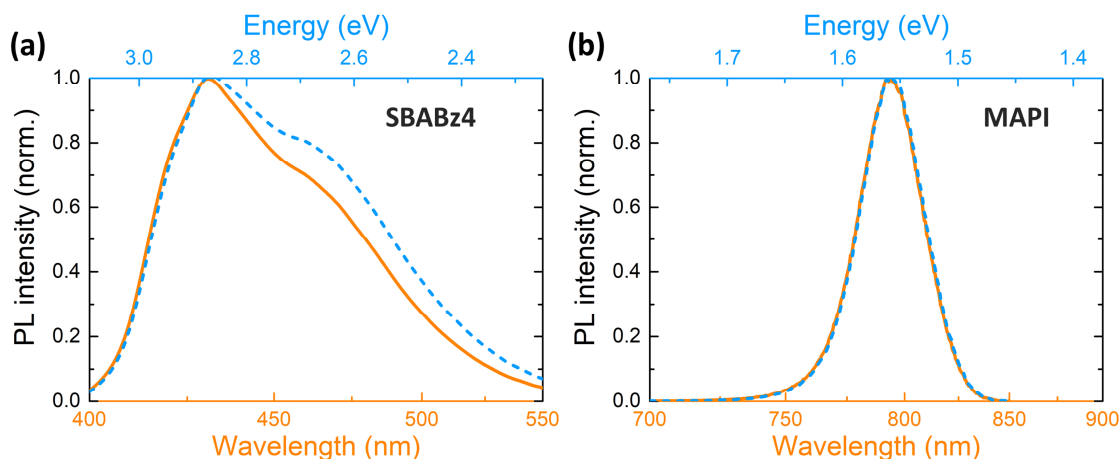 (a)
Energy (eV)
3.0 2.8 2.6 2.4
PL intensity (norm.)
1.0
0.8
0.6
0.4
0.2
0.0
SBABz4
400 450 500 550
Wavelength (nm)
(b)
Energy (eV)
1.7 1.6 1.5 1.4
PL intensity (norm.)
1.0
0.8
0.6
0.4
0.2
0.0
MAPI
700 750 800 850 900
Wavelength (nm)